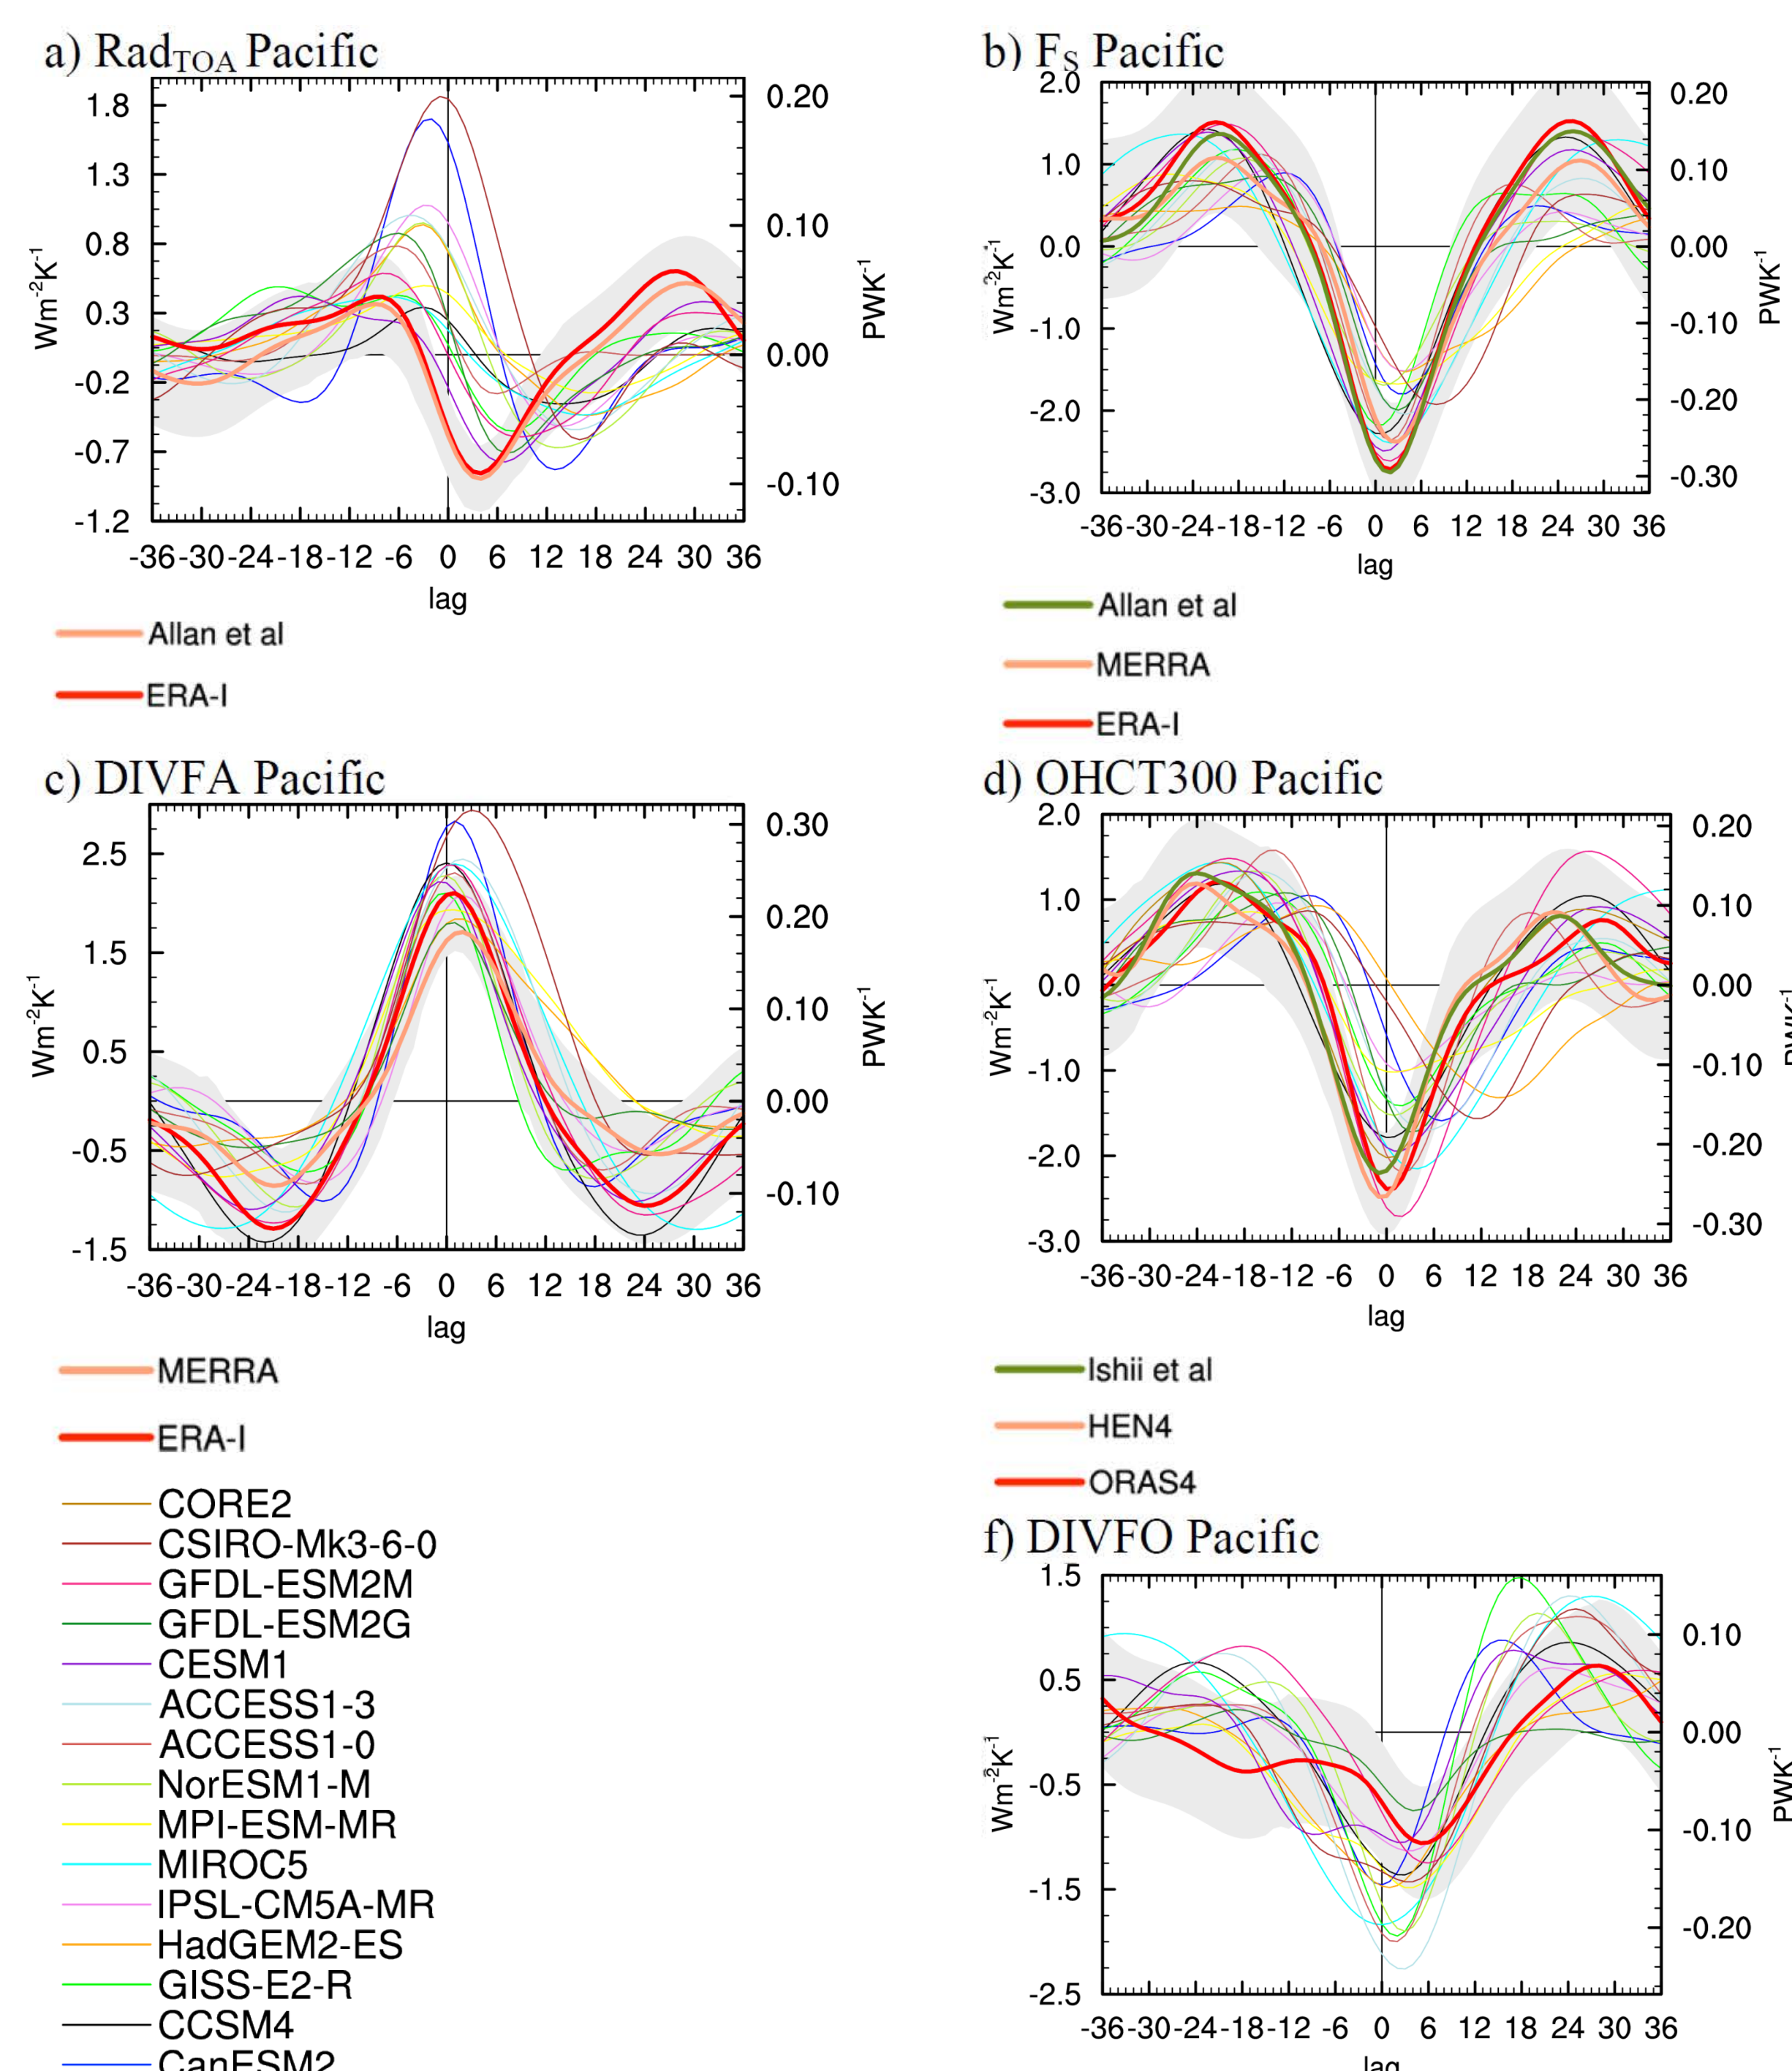 a) RadTOA Pacific
1.8
1.3
0.8
0.3
-0.2
-0.7
-1.2
Wm-2K-1
0.20
0.10
0.00
-0.10
PWK-1
-36 -30 -24 -18 -12 -6 0 6 12 18 24 30 36
lag
Allan et al
ERA-I
b) FS Pacific
2.0
1.0
0.0
-1.0
-2.0
-3.0
Wm-2K-1
0.20
0.10
0.00
-0.10
-0.20
-0.30
PWK-1
-36 -30 -24 -18 -12 -6 0 6 12 18 24 30 36
lag
Allan et al
MERRA
ERA-I
c) DIVFA Pacific
2.5
1.5
0.5
-0.5
-1.5
Wm-2K-1
0.30
0.20
0.10
0.00
-0.10
PWK-1
-36 -30 -24 -18 -12 -6 0 6 12 18 24 30 36
lag
MERRA
ERA-I
CORE2
CSIRO-Mk3-6-0
GFDL-ESM2M
GFDL-ESM2G
CESM1
ACCESS1-3
ACCESS1-0
NorESM1-M
MPI-ESM-MR
MIROC5
IPSL-CM5A-MR
HadGEM2-ES
GISS-E2-R
CCSM4
CanESM2
d) OHCT300 Pacific
2.0
1.0
0.0
-1.0
-2.0
-3.0
Wm-2K-1
0.20
0.10
0.00
-0.10
-0.20
-0.30
PWK-1
-36 -30 -24 -18 -12 -6 0 6 12 18 24 30 36
lag
Ishii et al
HEN4
ORAS4
f) DIVFO Pacific
1.5
0.5
-0.5
-1.5
-2.5
Wm-2K-1
0.10
0.00
-0.10
-0.20
PWK-1
-36 -30 -24 -18 -12 -6 0 6 12 18 24 30 36
lag